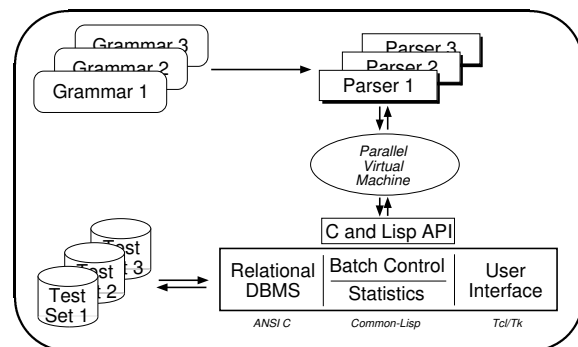 Grammar 3
Grammar 2
Grammar 1
Parser 3
Parser 2
Parser 1
Parallel
Virtual
Machine
C and Lisp API
Test
Set 3
Test
Set 2
Test
Set 1
Relational
DBMS
Batch Control
Statistics
User
Interface
ANSI C
Common-Lisp
Tcl/Tk